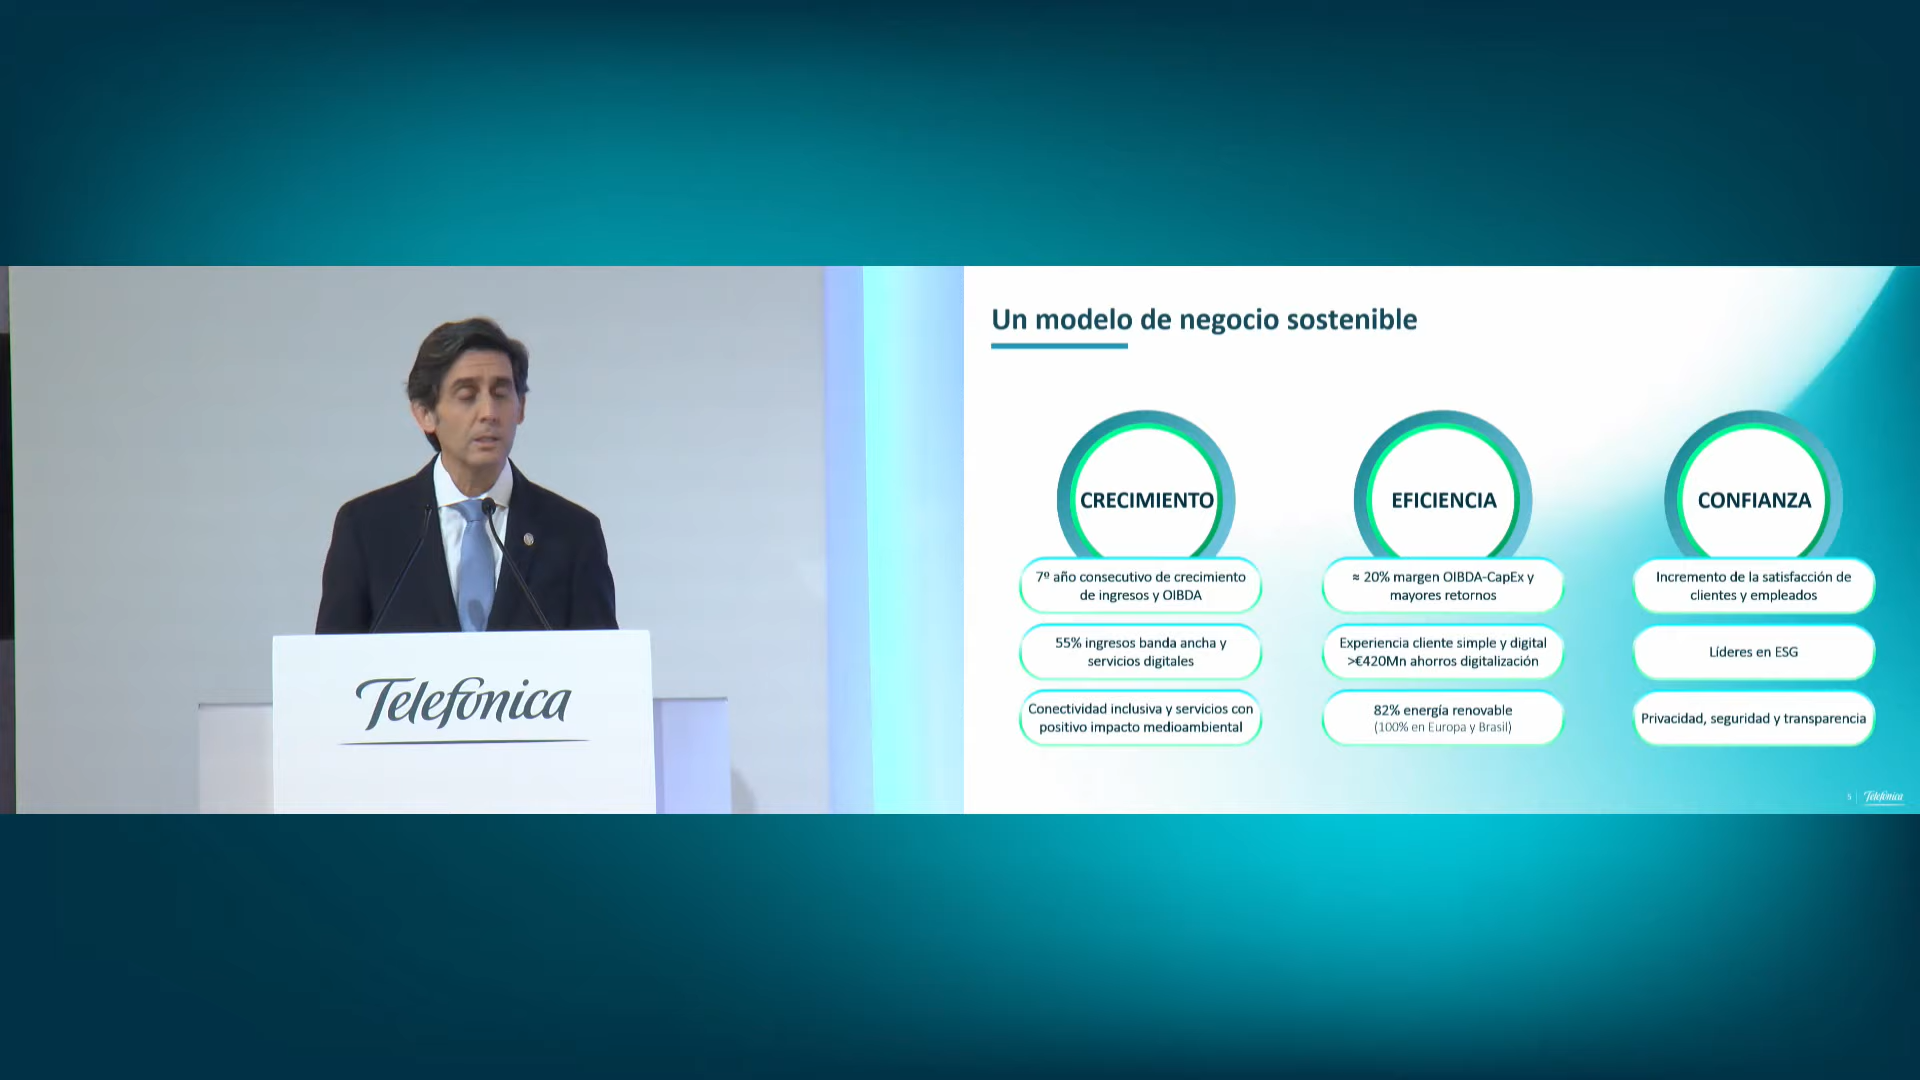 Telefónica
Un modelo de negocio sostenible
CRECIMIENTO
7º año consecutivo de crecimiento
de ingresos y OIBDA
55% ingresos banda ancha y
servicios digitales
Conectividad inclusiva y servicios con
positivo impacto medioambiental
EFICIENCIA
≈ 20% margen OIBDA-CapEx y
mayores retornos
Experiencia cliente simple y digital
>€420Mn ahorros digitalización
82% energía renovable
(100% en Europa y Brasil)
CONFIANZA
Incremento de la satisfacción de
clientes y empleados
Líderes en ESG
Privacidad, seguridad y transparencia
5 | Telefónica